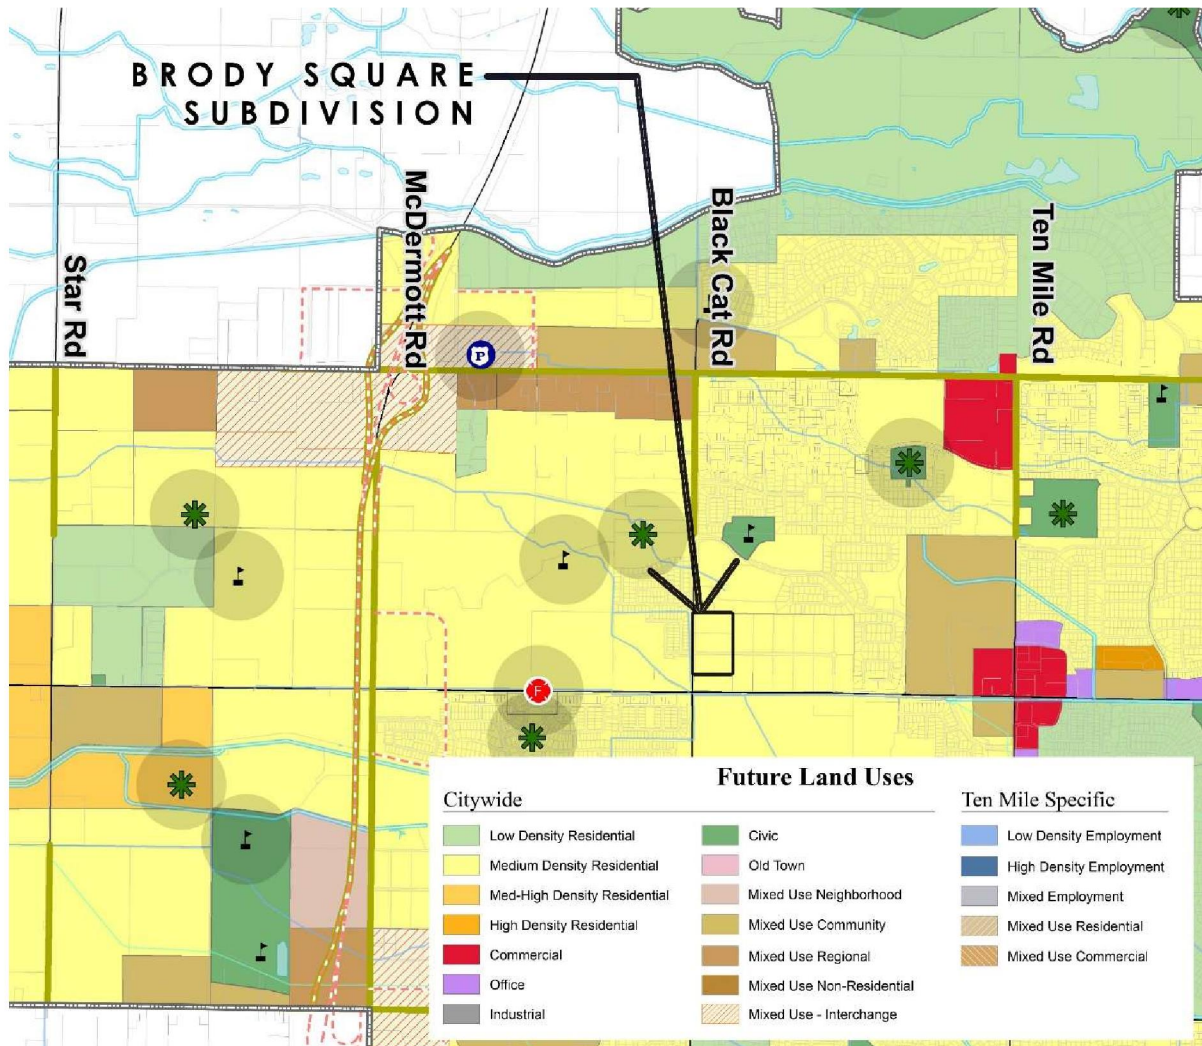 BRODY SQUARE
SUBDIVISION
McDermott Rd
Black Cat Rd
Ten Mile Rd
Star Rd
P
F
Future Land Uses
Citywide
Ten Mile Specific
Low Density Residential
Medium Density Residential
Med-High Density Residential
High Density Residential
Commercial
Office
Industrial
Civic
Old Town
Mixed Use Neighborhood
Mixed Use Community
Mixed Use Regional
Mixed Use Non-Residential
Mixed Use - Interchange
Low Density Employment
High Density Employment
Mixed Employment
Mixed Use Residential
Mixed Use Commercial